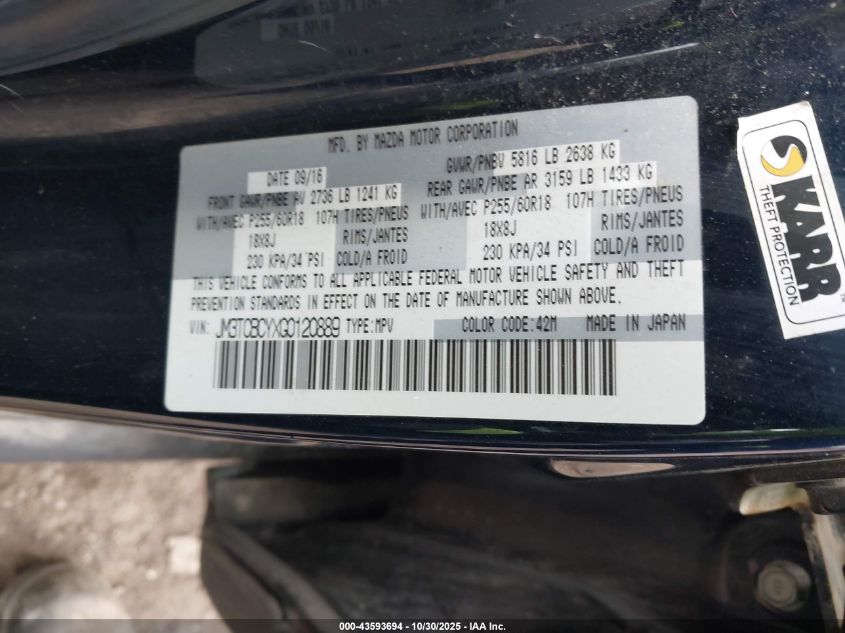 MFD. BY MAZDA MOTOR CORPORATION
DATE 09/16
GVWR/PNBV 5816 LB 2638 KG
FRONT GAWR/PNBE AV 2736 LB 1241 KG
REAR GAWR/PNBE AR 3159 LB 1433 KG
WITH/AVEC P255/60R18 107H TIRES/PNEUS
WITH/AVEC P255/60R18 107H TIRES/PNEUS
18X8J RIMS/JANTES
18X8J RIMS/JANTES
230 KPA/34 PSI COLD/A FROID
230 KPA/34 PSI COLD/A FROID
THIS VEHICLE CONFORMS TO ALL APPLICABLE FEDERAL MOTOR VEHICLE SAFETY AND THEFT
PREVENTION STANDARDS IN EFFECT ON THE DATE OF MANUFACTURE SHOWN ABOVE.
VIN: JM3TCBCYXG0120889 TYPE:MPV COLOR CODE:42M MADE IN JAPAN
KARR
THEFT PROTECTION
000-43593694 - 10/30/2025 - IAA Inc.